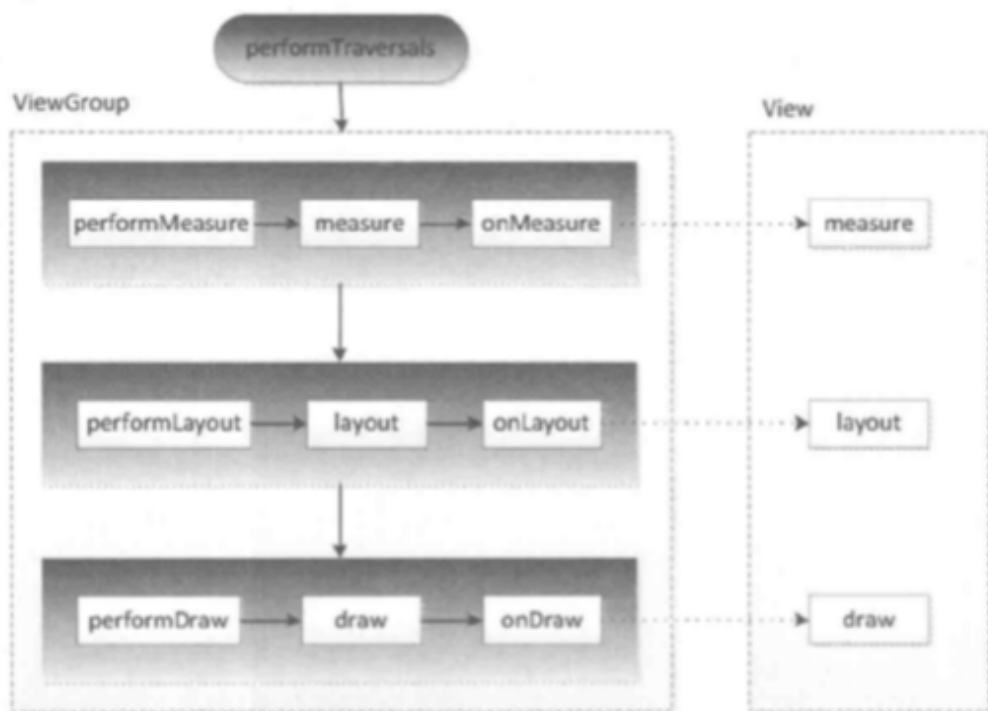 performTraversals
ViewGroup
View
performMeasure
measure
onMeasure
measure
performLayout
layout
onLayout
layout
performDraw
draw
onDraw
draw